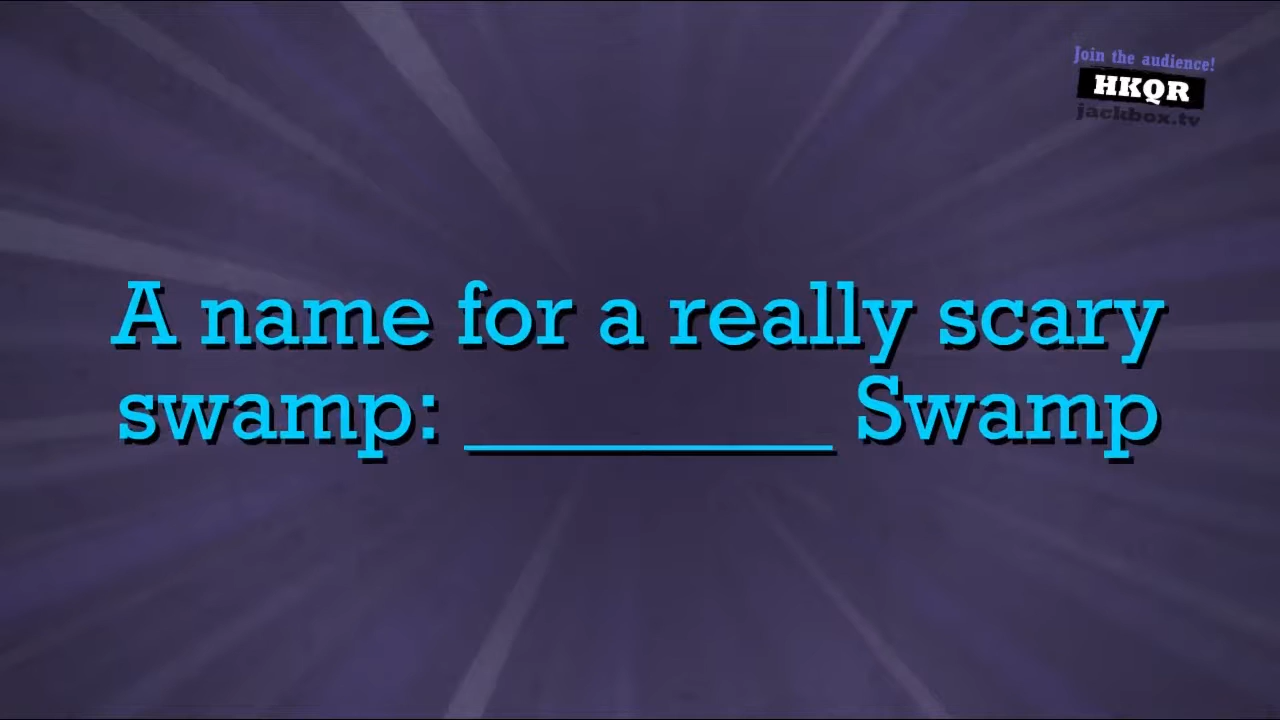 Join the audience!
HKQR
jackbox.tv
A name for a really scary
swamp: ________ Swamp